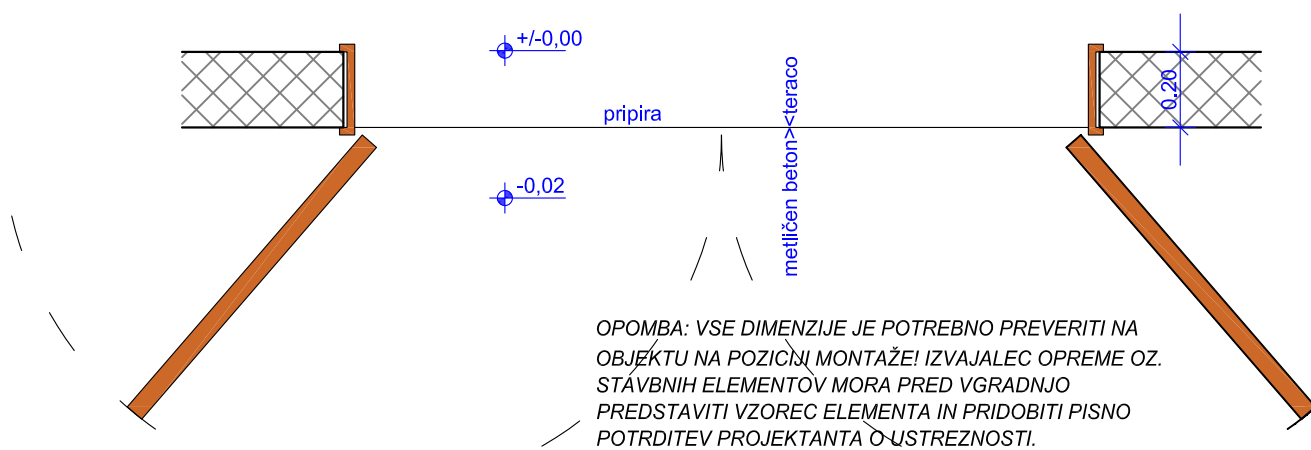 +/-0,00
0.20
pripira
metličen beton><teraco
-0,02
OPOMBA: VSE DIMENZIJE JE POTREBNO PREVERITI NA
OBJEKTU NA POZICIJI MONTAŽE! IZVAJALEC OPREME OZ.
STAVBNIH ELEMENTOV MORA PRED VGRADNJO
PREDSTAVITI VZOREC ELEMENTA IN PRIDOBITI PISNO
POTRDITEV PROJEKTANTA O USTREZNOSTI.